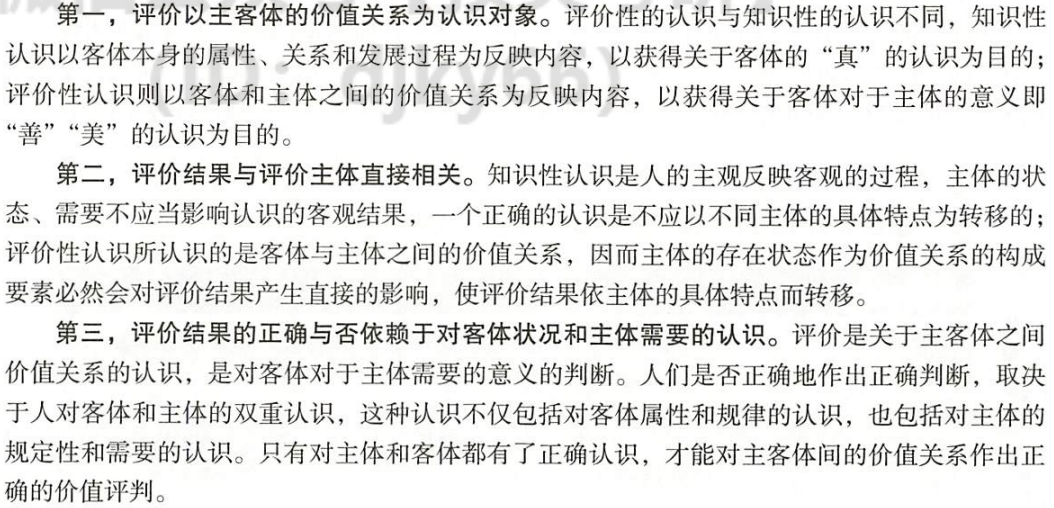 第一，评价以主客体的价值关系为认识对象。评价性的认识与知识性的认识不同，知识性
认识以客体本身的属性、关系和发展过程为反映内容，以获得关于客体的“真”的认识为目的；
评价性认识则以客体和主体之间的价值关系为反映内容，以获得关于客体对于主体的意义即
“善”“美”的认识为目的。
第二，评价结果与评价主体直接相关。知识性认识是人的主观反映客观的过程，主体的状
态、需要不应当影响认识的客观结果，一个正确的认识是不应以不同主体的具体特点为转移的；
评价性认识所认识的是客体与主体之间的价值关系，因而主体的存在状态作为价值关系的构成
要素必然会对评价结果产生直接的影响，使评价结果依主体的具体特点而转移。
第三，评价结果的正确与否依赖于对客体状况和主体需要的认识。评价是关于主客体之间
价值关系的认识，是对客体对于主体需要的意义的判断。人们是否正确地作出正确判断，取决
于人对客体和主体的双重认识，这种认识不仅包括对客体属性和规律的认识，也包括对主体的
规定性和需要的认识。只有对主体和客体都有了正确认识，才能对主客体间的价值关系作出正
确的价值评判。